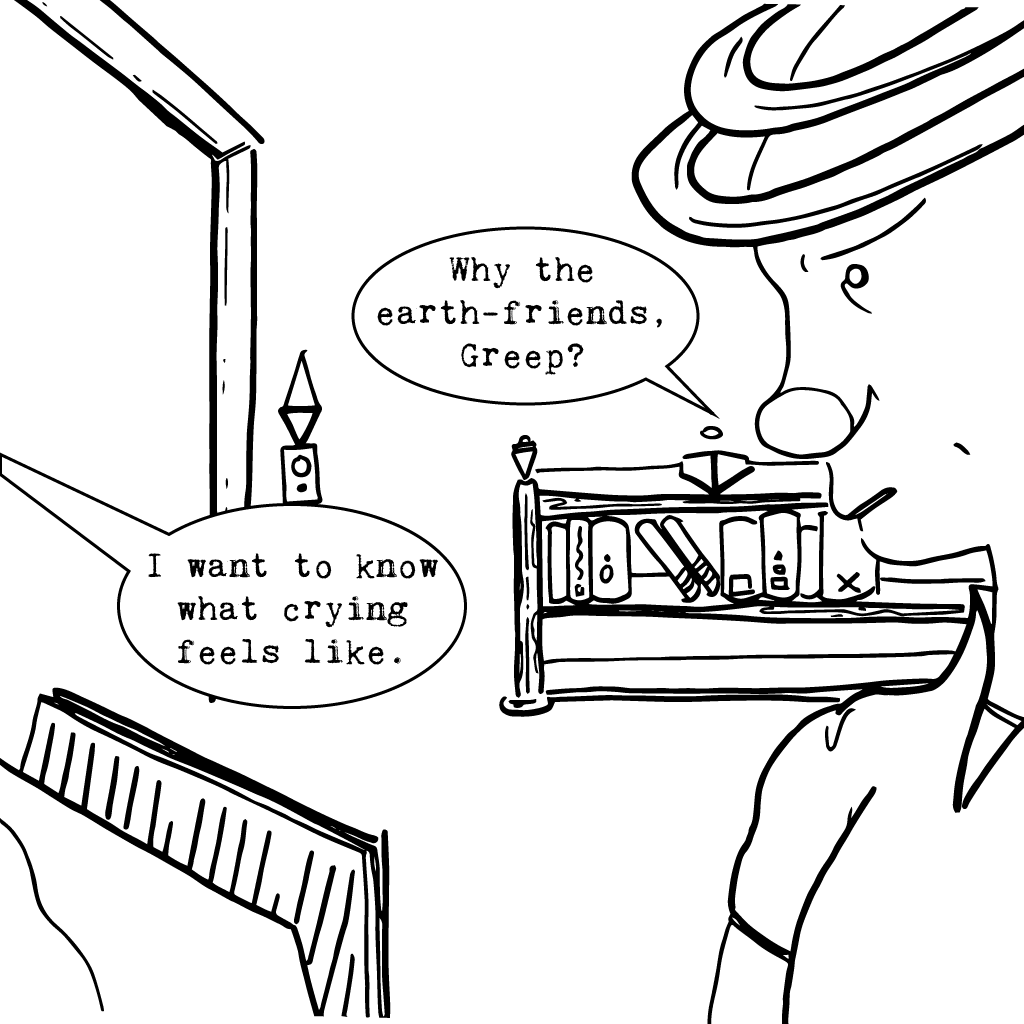 Why the
earth-friends,
Greep?
I want to know
what crying
feels like.